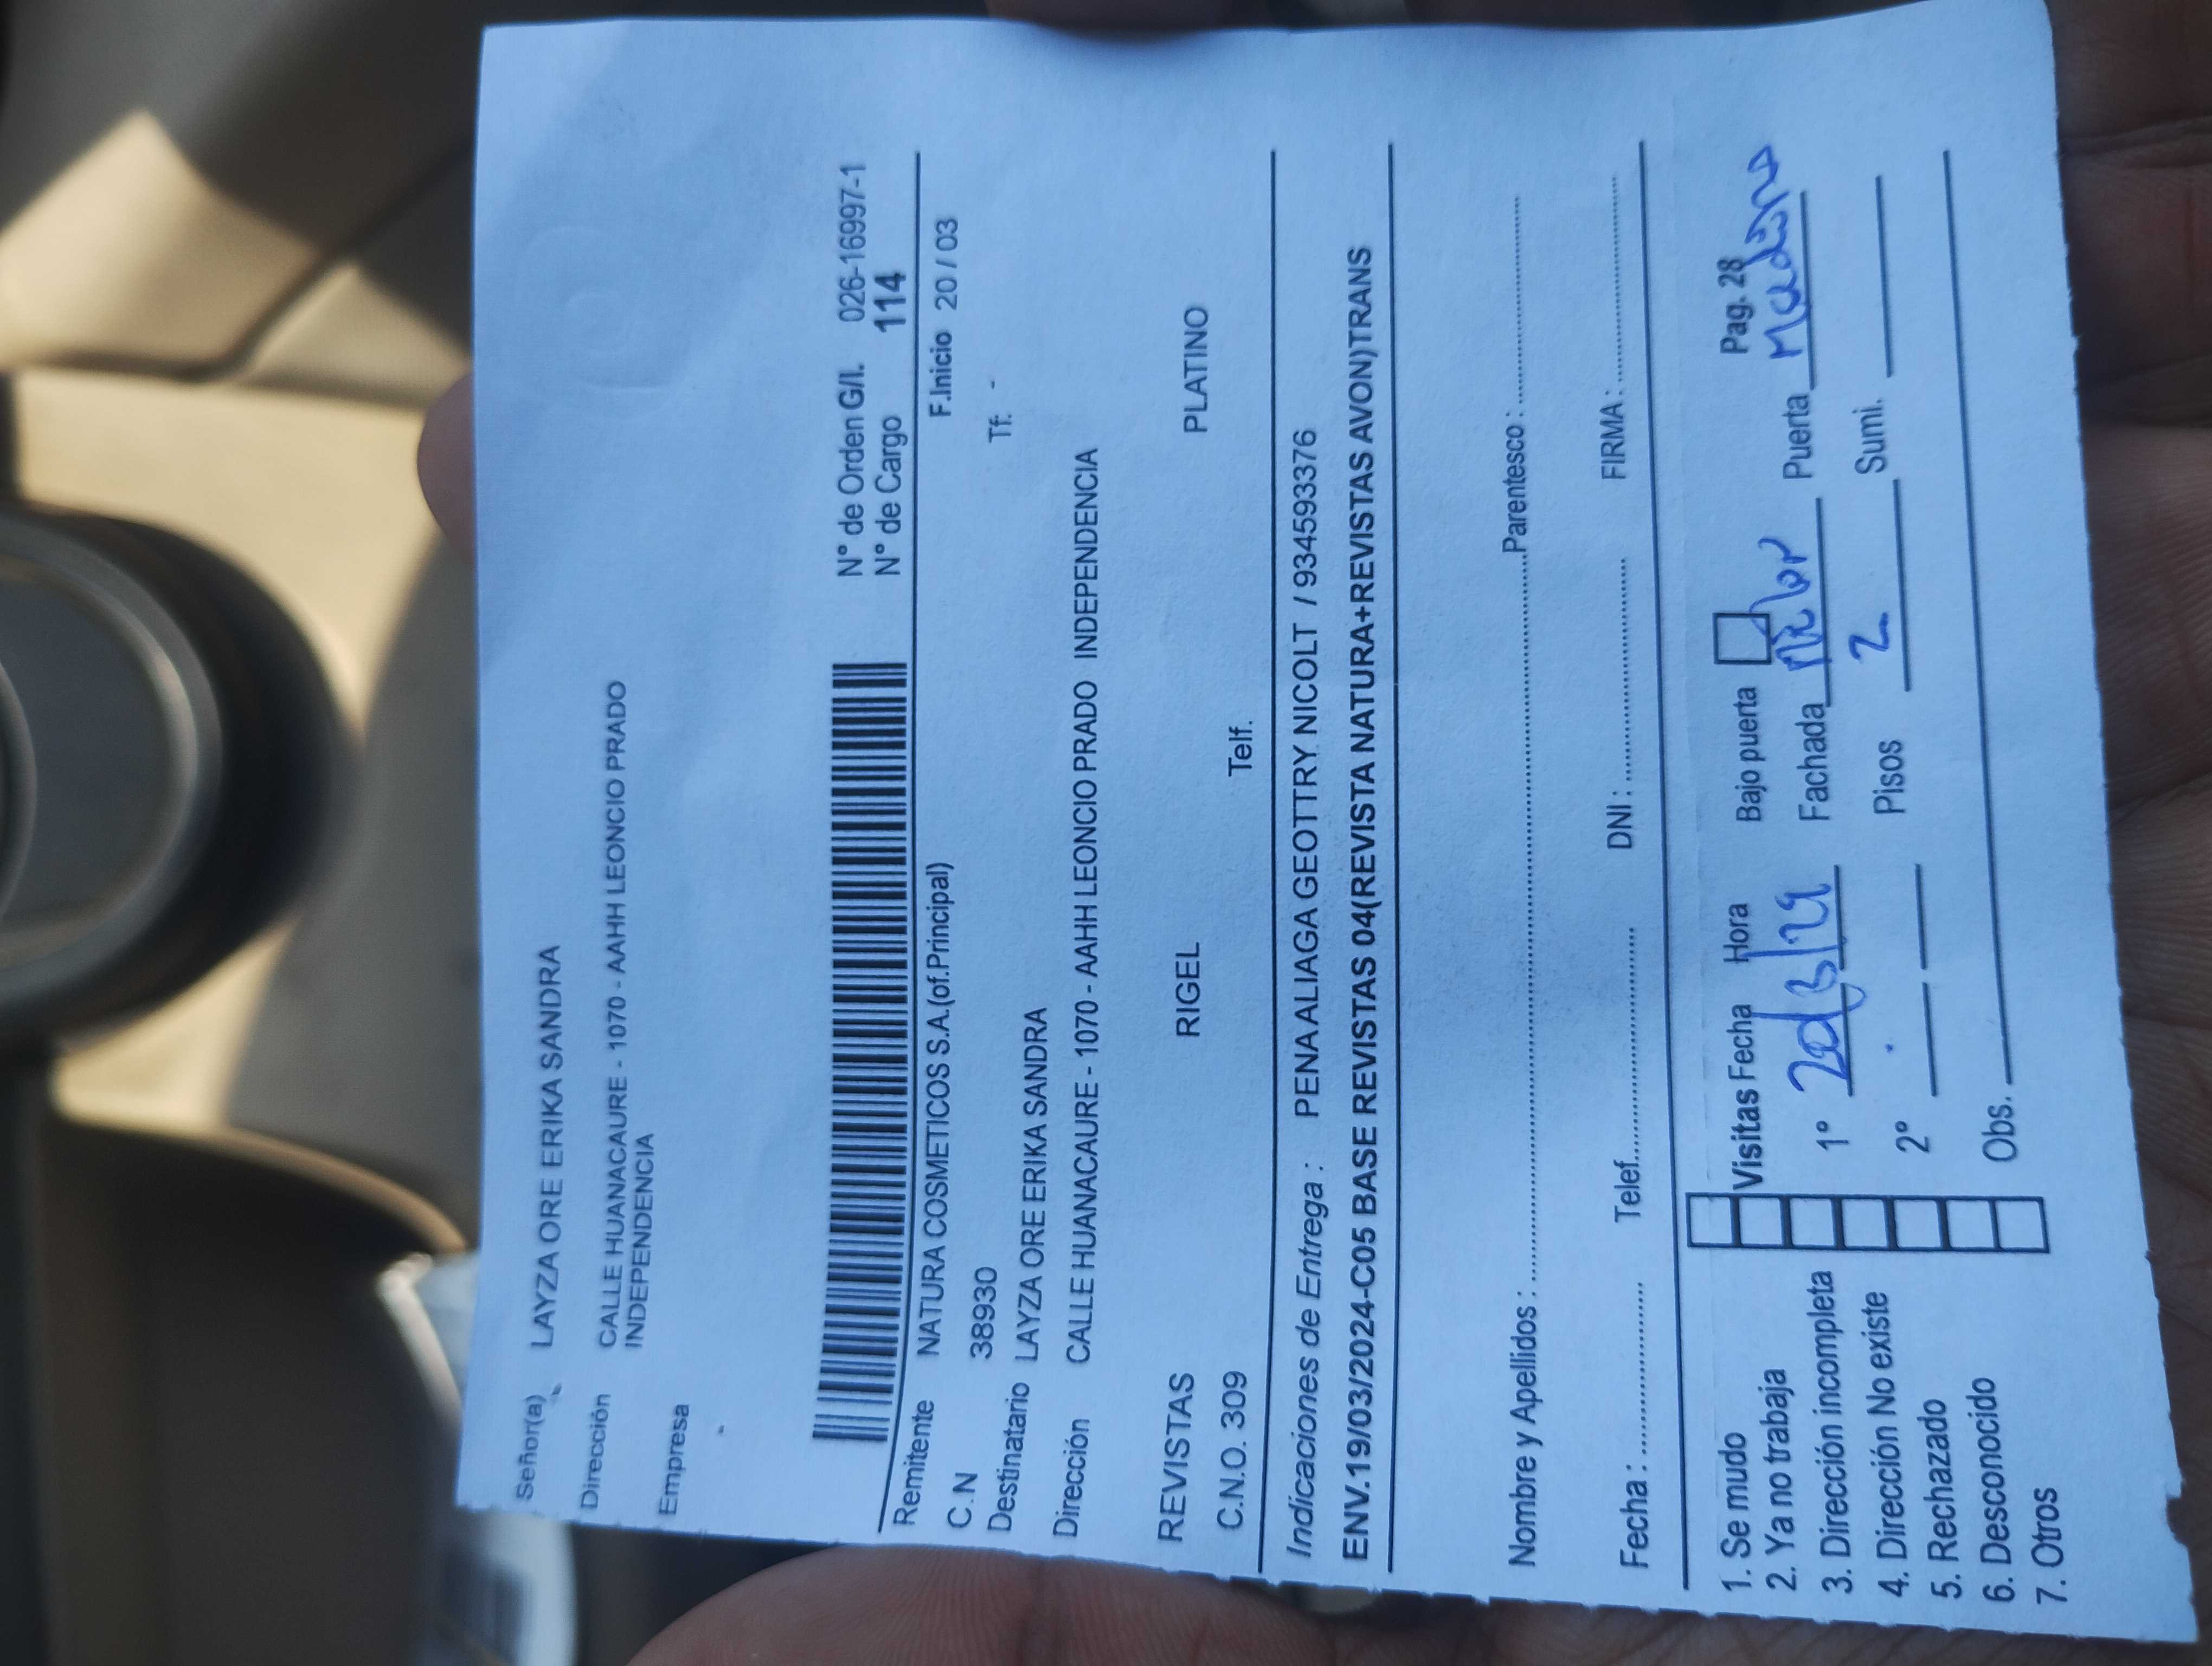 Señor(a) LAYZA ORE ERIKA SANDRA
Dirección CALLE HUANACAURE - 1070 - AAHH LEONCIO PRADO
INDEPENDENCIA
Empresa
N° de Orden G/I. 026-16997-1
N° de Cargo 114
Remitente NATURA COSMETICOS S.A.(of.Principal) F.Inicio 20 / 03
C.N 38930 Tf: -
Destinatario LAYZA ORE ERIKA SANDRA
Dirección CALLE HUANACAURE - 1070 - AAHH LEONCIO PRADO INDEPENDENCIA
REVISTAS RIGEL PLATINO
C.N.O. 309 Telf.
Indicaciones de Entrega : PENA ALIAGA GEOTTRY NICOLT / 934593376
ENV.19/03/2024-C05 BASE REVISTAS 04(REVISTA NATURA+REVISTAS AVON)TRANS
Nombre y Apellidos : Parentesco :
Fecha : Telef. DNI : FIRMA :
1. Se mudo Visitas Fecha Hora Bajo puerta Pag. 28
2. Ya no trabaja 1° Fachada Puerta Madera
3. Dirección incompleta
4. Dirección No existe 2° Pisos 2 Sumi.
5. Rechazado
6. Desconocido Obs.
7. Otros